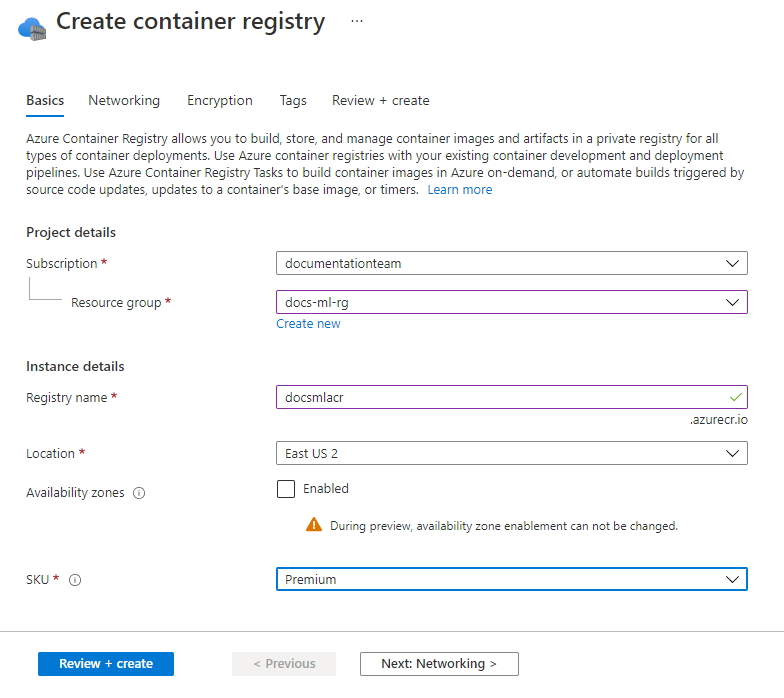 Create container registry ...
Basics Networking Encryption Tags Review + create
Azure Container Registry allows you to build, store, and manage container images and artifacts in a private registry for all
types of container deployments. Use Azure container registries with your existing container development and deployment
pipelines. Use Azure Container Registry Tasks to build container images in Azure on-demand, or automate builds triggered by
source code updates, updates to a container's base image, or timers. Learn more
Project details
Subscription * documentationteam
Resource group * docs-ml-rg
Create new
Instance details
Registry name * docsmlacr
.azurecr.io
Location * East US 2
Availability zones Enabled
During preview, availability zone enablement can not be changed.
SKU * Premium
Review + create < Previous Next: Networking >